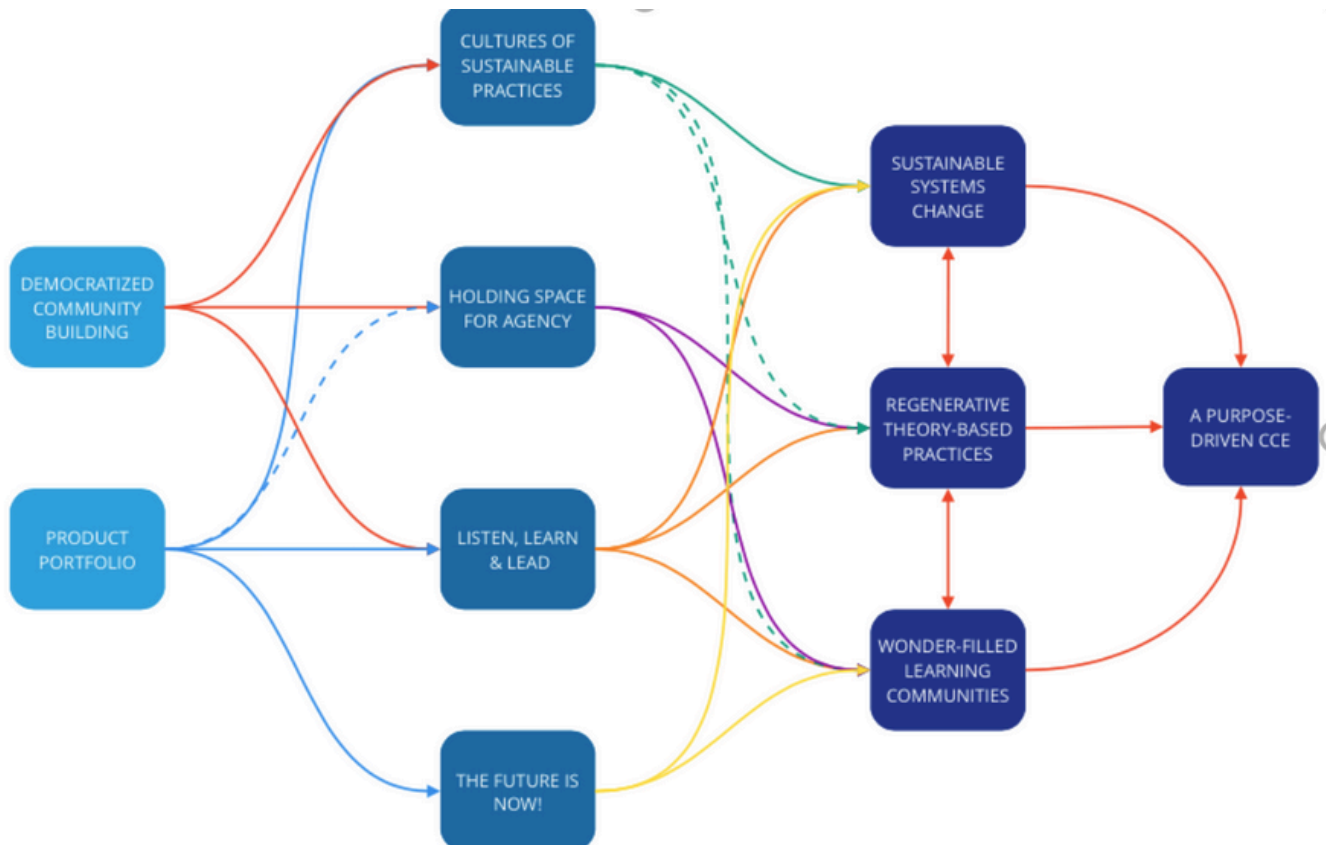 CULTURES OF
SUSTAINABLE
PRACTICES
SUSTAINABLE
SYSTEMS
CHANGE
DEMOCRATIZED
COMMUNITY
BUILDING
HOLDING SPACE
FOR AGENCY
REGENERATIVE
THEORY-BASED
PRACTICES
A PURPOSE-
DRIVEN CCE
PRODUCT
PORTFOLIO
LISTEN, LEARN
& LEAD
WONDER-FILLED
LEARNING
COMMUNITIES
THE FUTURE IS
NOW!